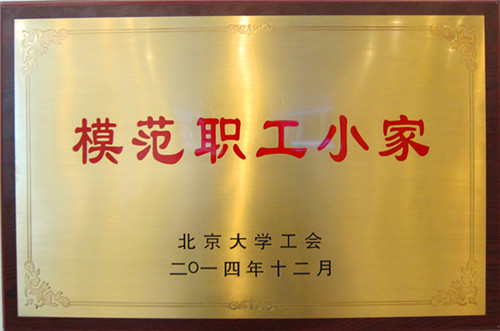 模范职工小家
北京大学工会
二〇一四年十二月